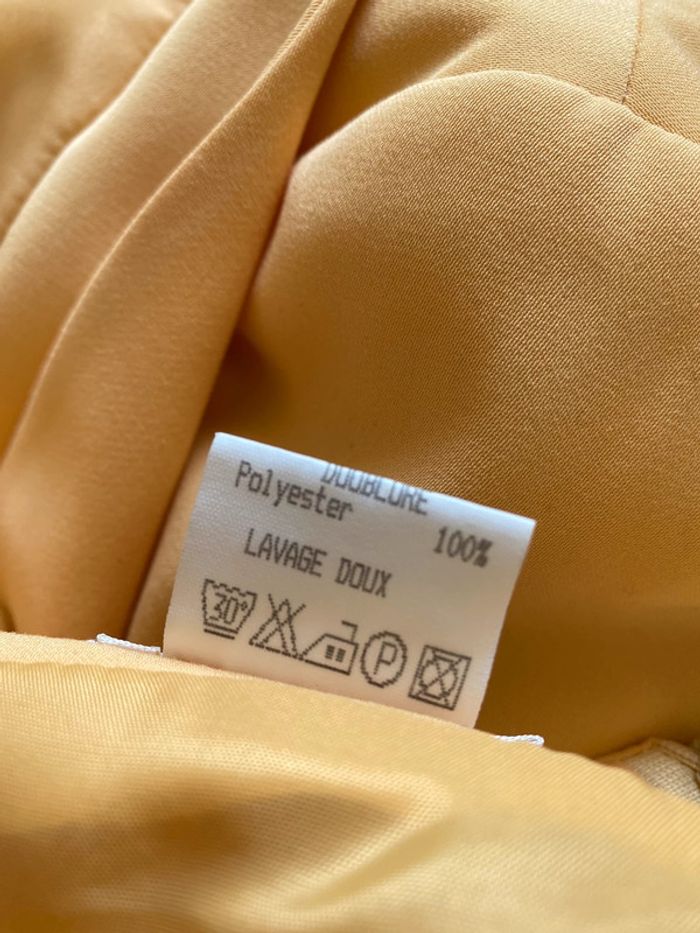 DOUBLURE
Polyester 100%
LAVAGE DOUX
30°
P